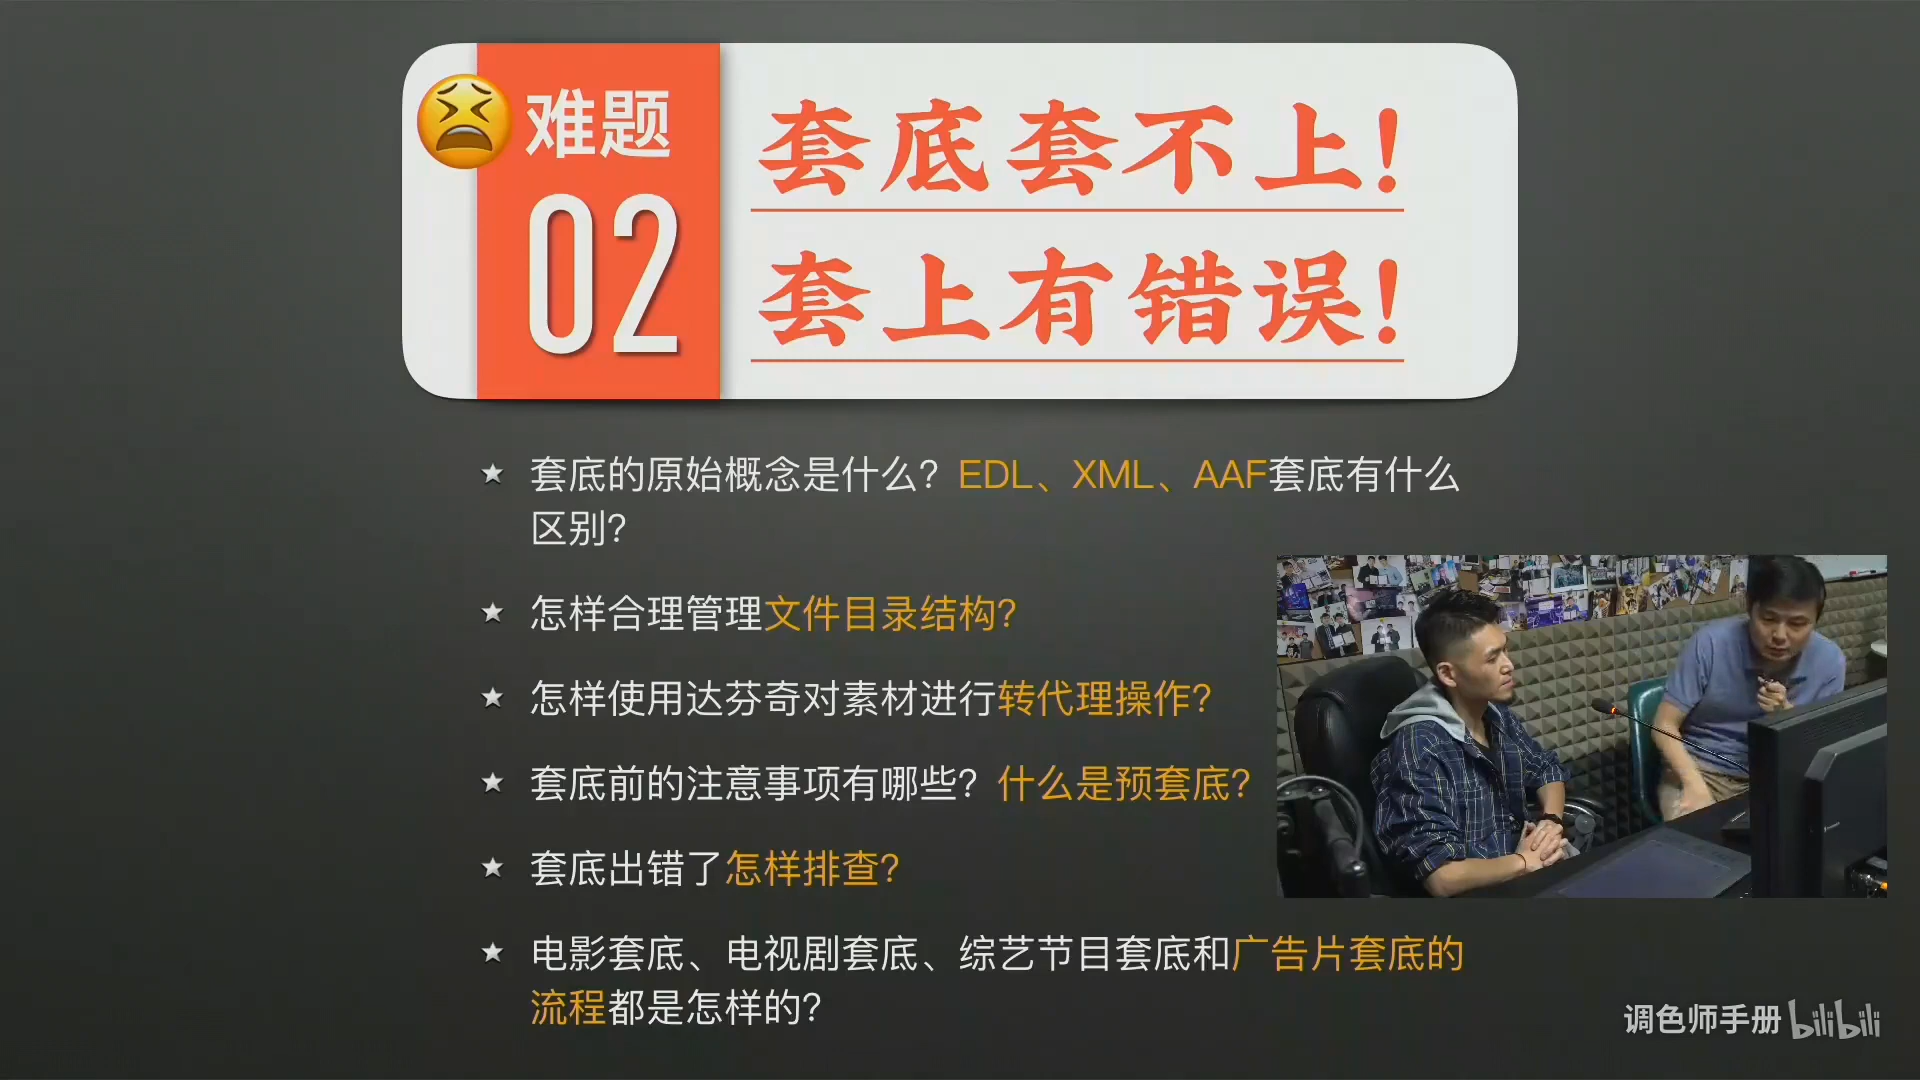 难题
02
套底套不上!
套上有错误!
★ 套底的原始概念是什么? EDL、XML、AAF套底有什么
区别?
★ 怎样合理管理文件目录结构?
★ 怎样使用达芬奇对素材进行转代理操作?
★ 套底前的注意事项有哪些? 什么是预套底?
★ 套底出错了怎样排查?
★ 电影套底、电视剧套底、综艺节目套底和广告片套底的
流程都是怎样的?
调色师手册 bilibili